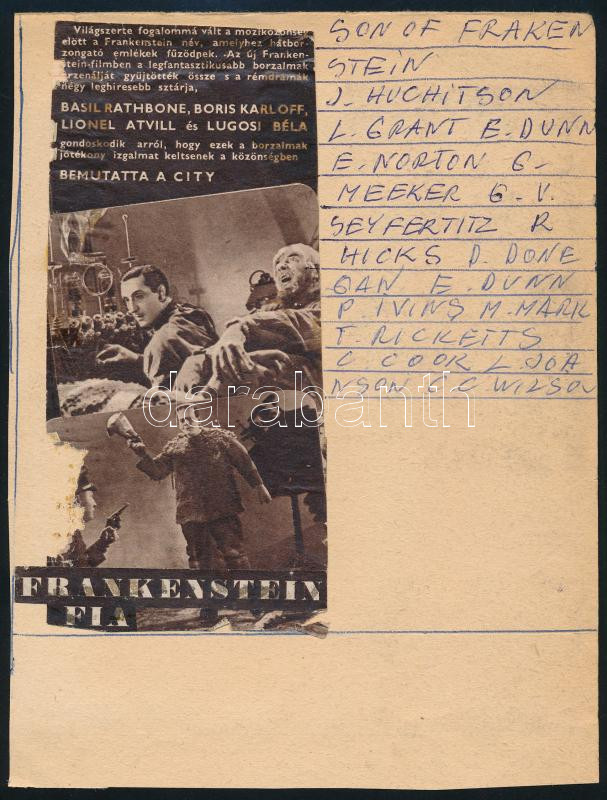 Világszerte fogalommá vált a mozikközönség
előtt a Frankenstein név, amelyhez hátbor-
zongató emlékek fűződnek. Az új Franken-
stein-filmben a legfantasztikusabb borzalmak
arzenálját gyűjtötték össze s a rémdrámák
négy leghiresebb sztárja,
BASIL RATHBONE, BORIS KARLOFF,
LIONEL ATVILL és LUGOSI BÉLA
gondoskodik arról, hogy ezek a borzalmak
jótékony izgalmat keltsenek a közönségben
BEMUTATTA A CITY
FRANKENSTEIN
FIA
SON OF FRAKEN
STEIN
J. HUCHITSON
L. GRANT E. DUNN
E. NORTON G.
MEEKER G. V.
SEYFERTITZ R
HICKS D. DONE
GAN E. DUNN
P. IVINS M. MARK
T. RICKETTS
C. COOK L. JOA
NSON C. C. WILSON
darabanth